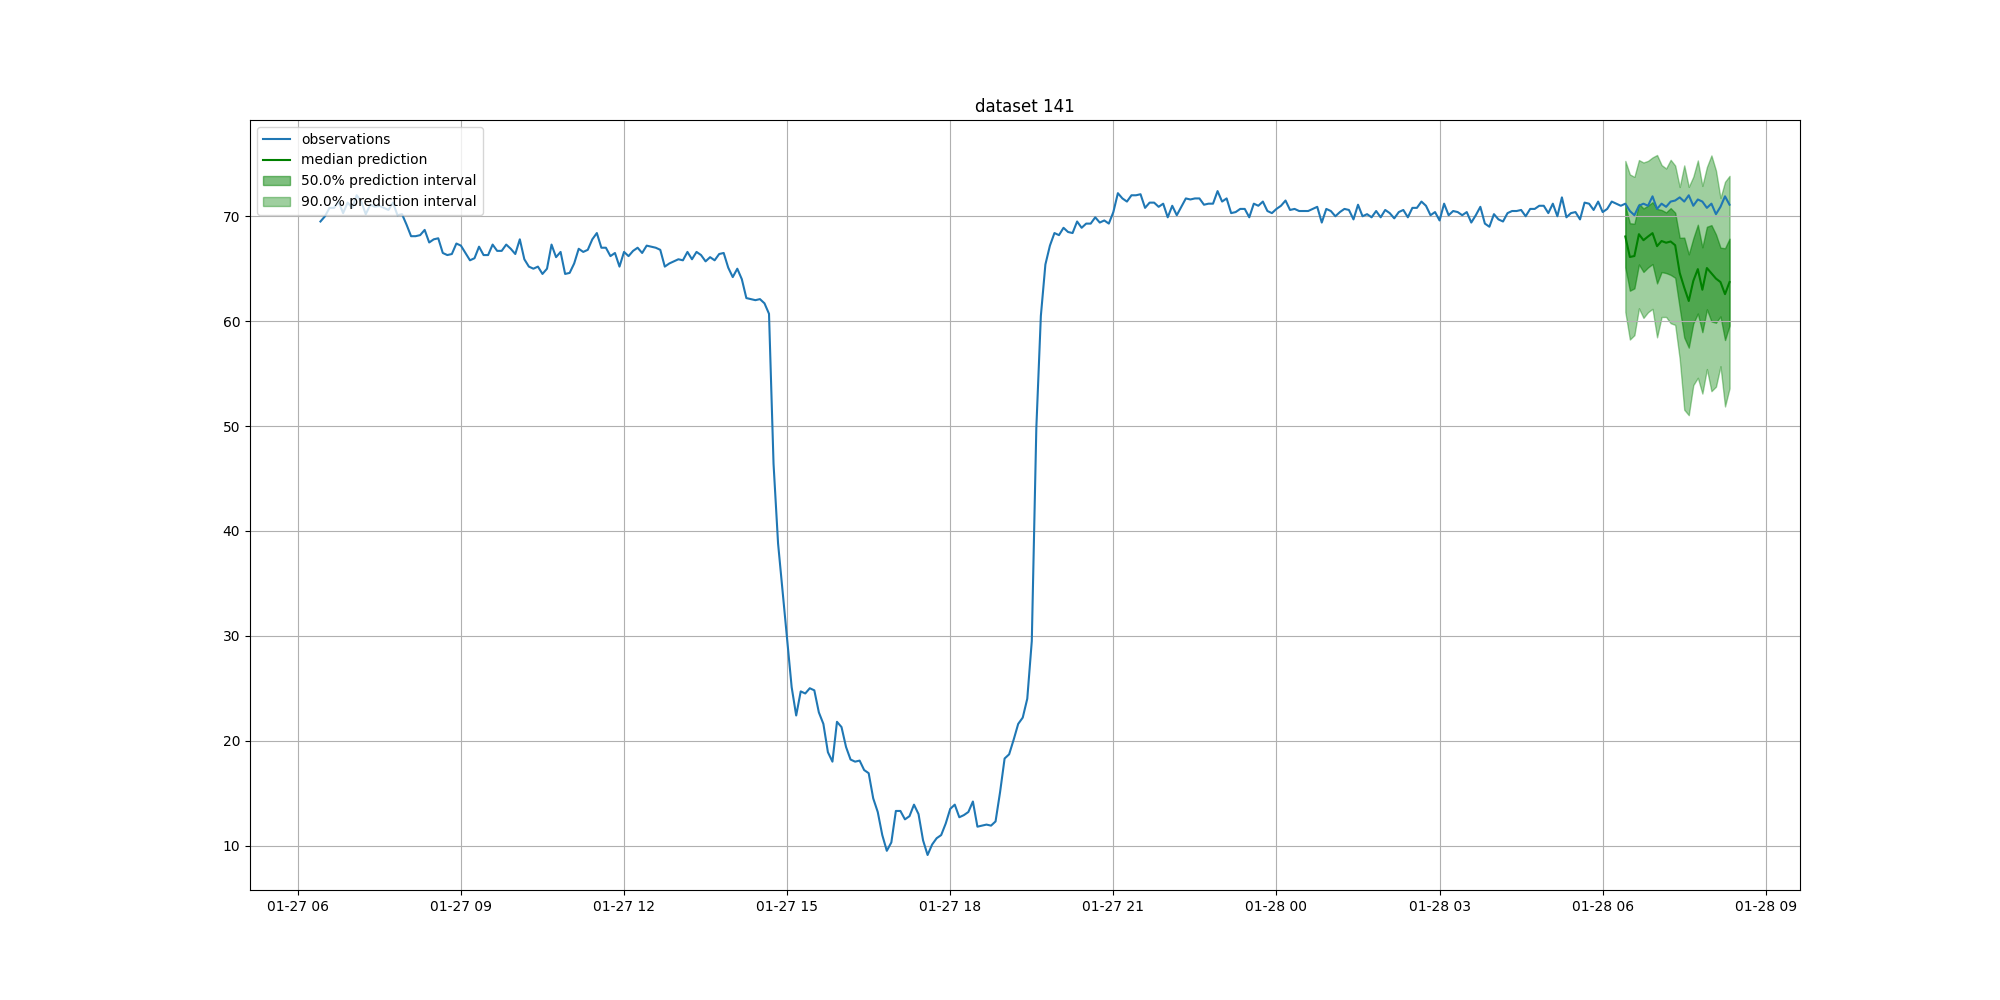 dataset 141
observations
median prediction
50.0% prediction interval
90.0% prediction interval
70
60
50
40
30
20
10
01-27 06 01-27 09 01-27 12 01-27 15 01-27 18 01-27 21 01-28 00 01-28 03 01-28 06 01-28 09